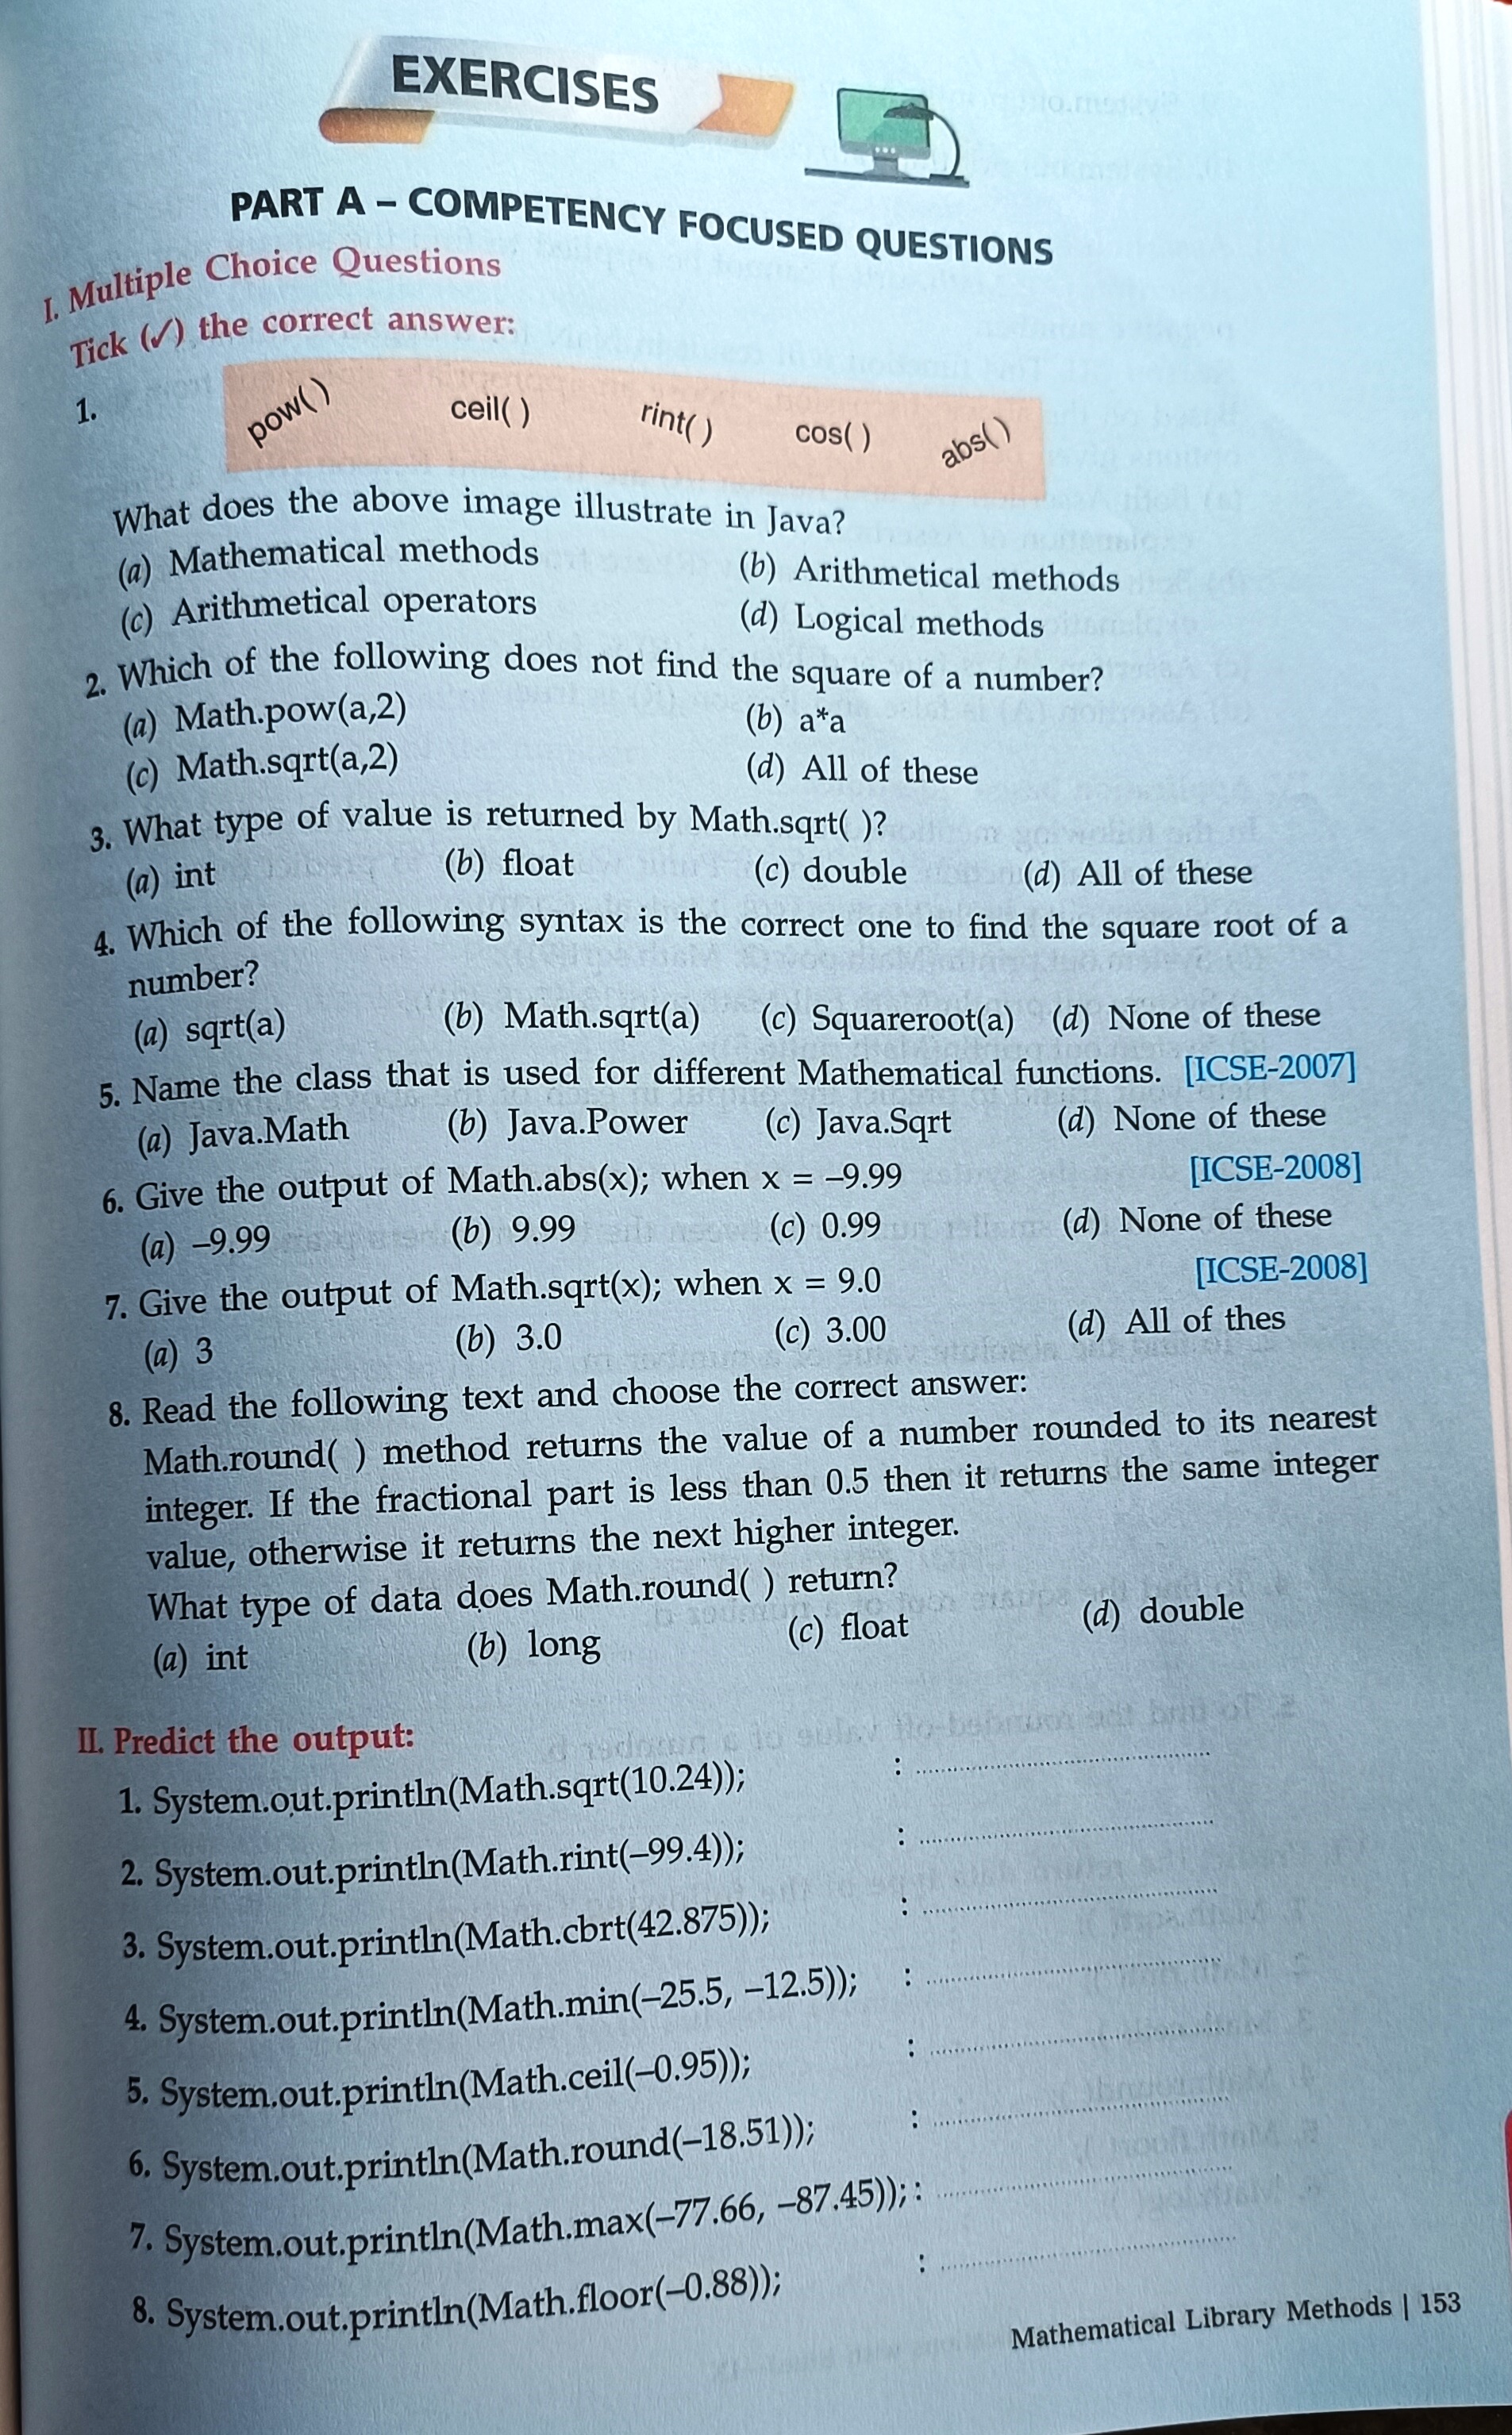 EXERCISES
PART A – COMPETENCY FOCUSED QUESTIONS
I. Multiple Choice Questions
Tick (✓) the correct answer:
1.
pow( ) ceil( ) rint( ) cos( ) abs( )
What does the above image illustrate in Java?
(a) Mathematical methods (b) Arithmetical methods
(c) Arithmetical operators (d) Logical methods
2. Which of the following does not find the square of a number?
(a) Math.pow(a,2) (b) a*a
(c) Math.sqrt(a,2) (d) All of these
3. What type of value is returned by Math.sqrt( )?
(a) int (b) float (c) double (d) All of these
4. Which of the following syntax is the correct one to find the square root of a
number?
(a) sqrt(a) (b) Math.sqrt(a) (c) Squareroot(a) (d) None of these
5. Name the class that is used for different Mathematical functions. [ICSE-2007]
(a) Java.Math (b) Java.Power (c) Java.Sqrt (d) None of these
6. Give the output of Math.abs(x); when x = –9.99 [ICSE-2008]
(a) –9.99 (b) 9.99 (c) 0.99 (d) None of these
7. Give the output of Math.sqrt(x); when x = 9.0 [ICSE-2008]
(a) 3 (b) 3.0 (c) 3.00 (d) All of thes
8. Read the following text and choose the correct answer:
Math.round( ) method returns the value of a number rounded to its nearest
integer. If the fractional part is less than 0.5 then it returns the same integer
value, otherwise it returns the next higher integer.
What type of data does Math.round( ) return?
(a) int (b) long (c) float (d) double
II. Predict the output:
1. System.out.println(Math.sqrt(10.24)); : ....................
2. System.out.println(Math.rint(–99.4)); : ....................
3. System.out.println(Math.cbrt(42.875)); : ....................
4. System.out.println(Math.min(–25.5, –12.5)); : ....................
5. System.out.println(Math.ceil(–0.95)); : ....................
6. System.out.println(Math.round(–18.51)); : ....................
7. System.out.println(Math.max(–77.66, –87.45)); : ....................
8. System.out.println(Math.floor(–0.88)); : ....................
Mathematical Library Methods | 153